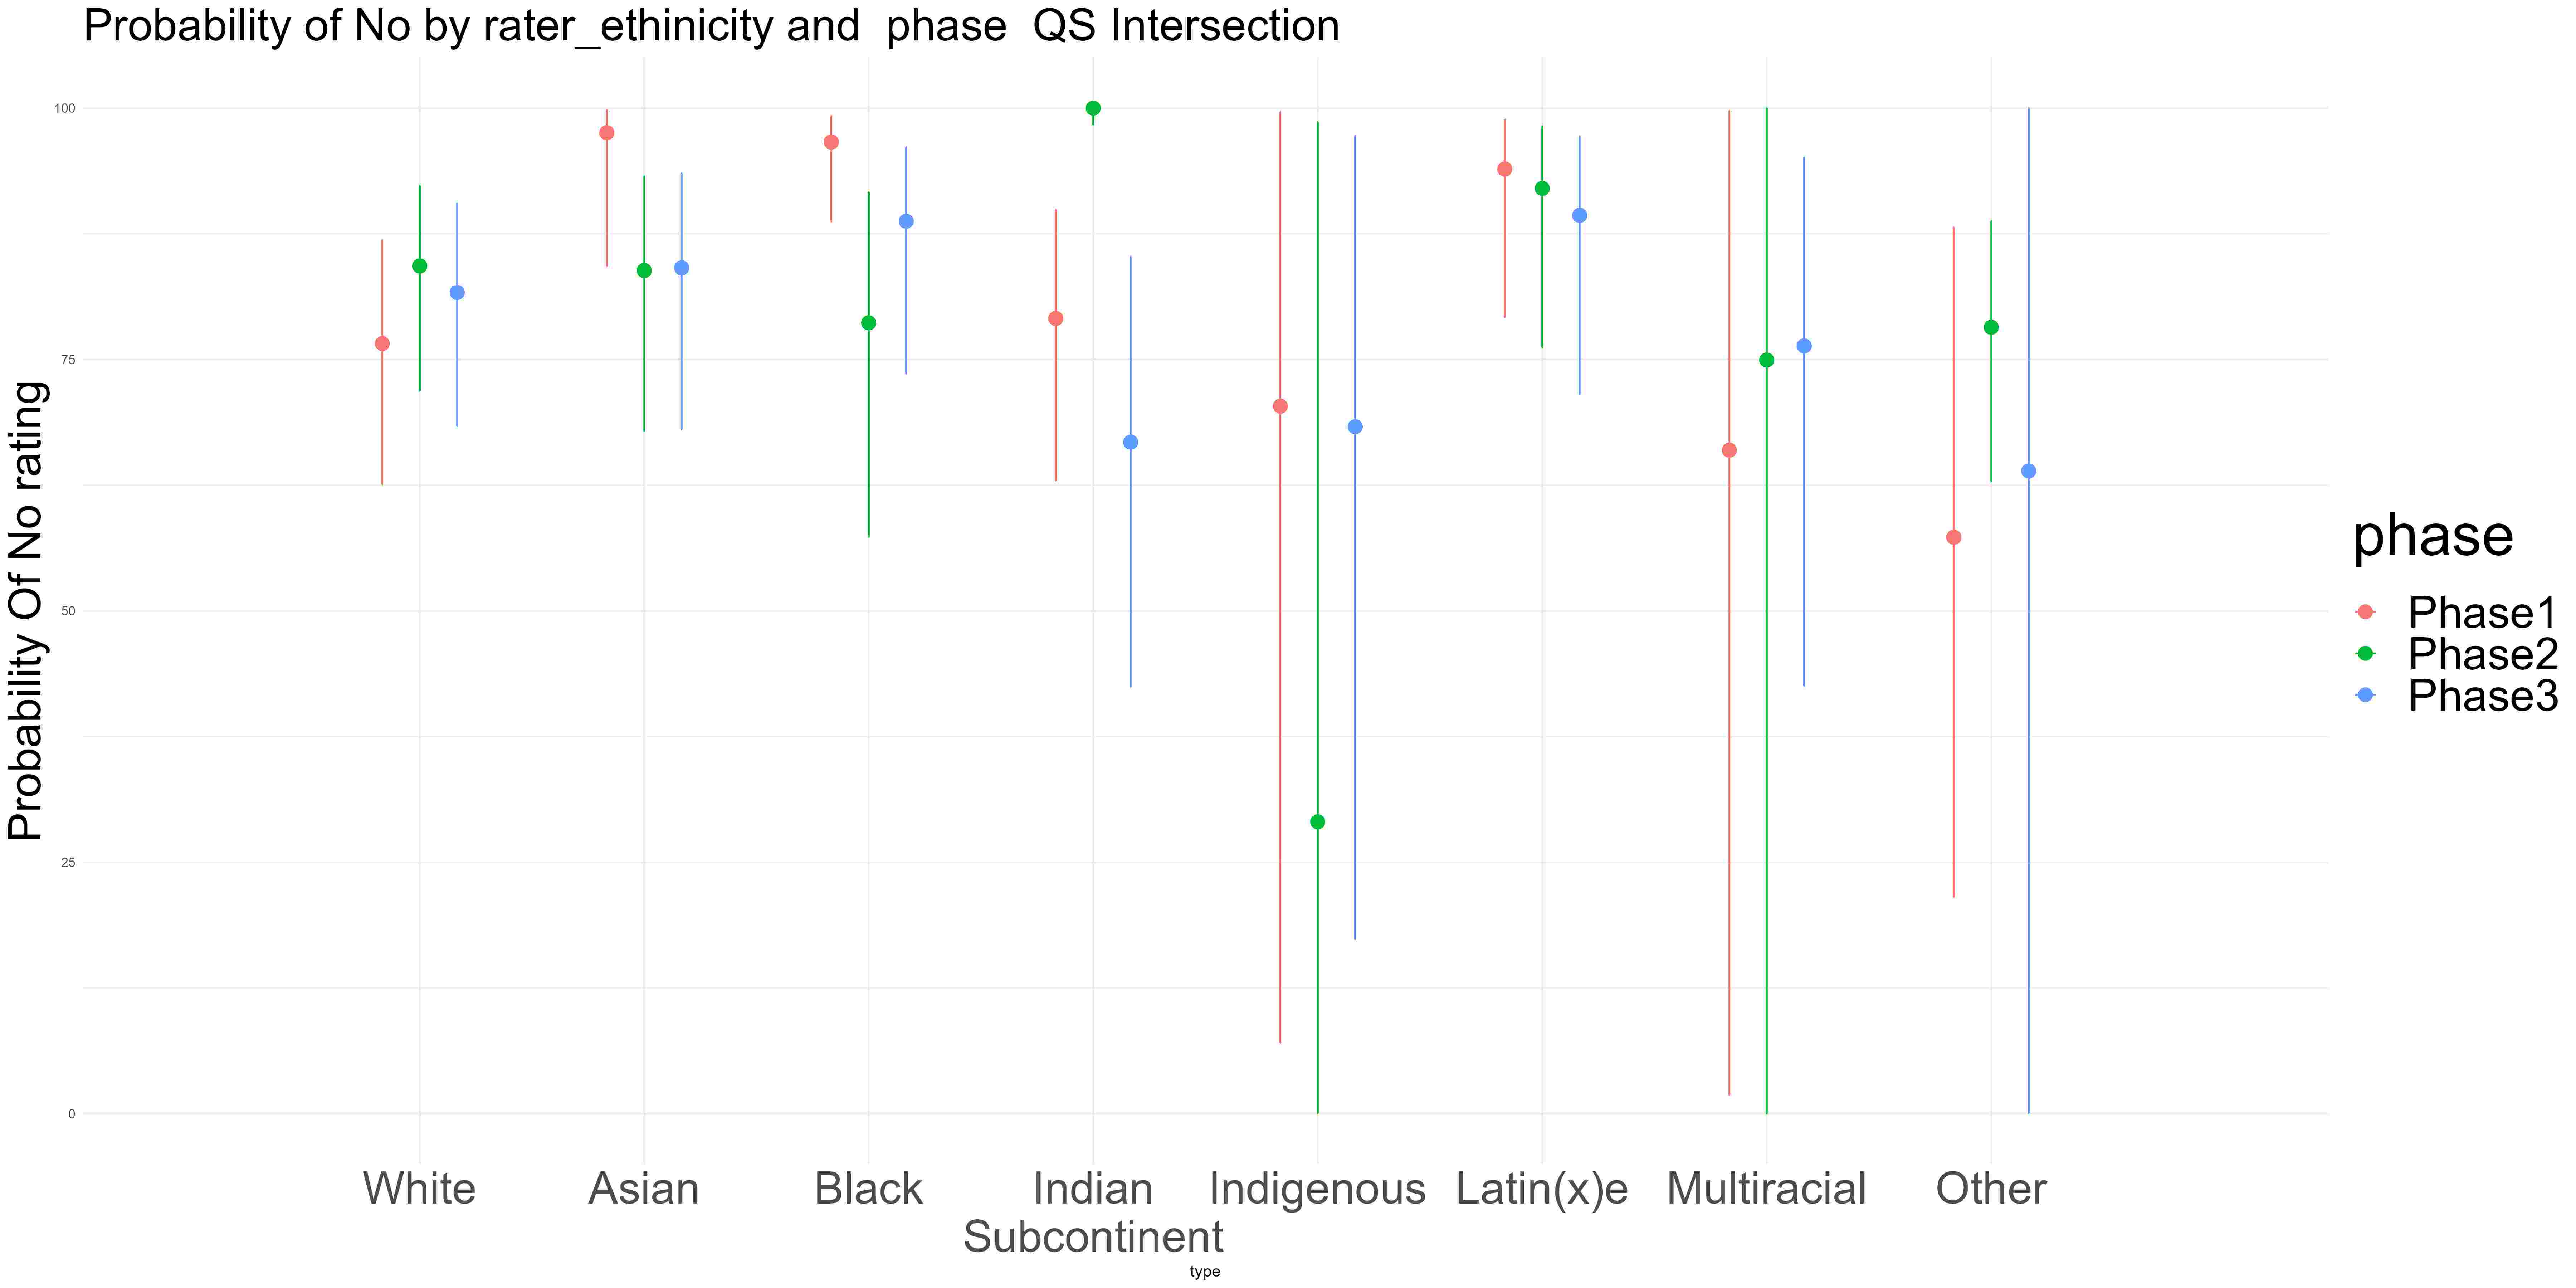 Probability of No by rater_ethinicity and  phase  QS Intersection
Probability Of No rating
100
75
50
25
0
White Asian Black Indian Indigenous Latin(x)e Multiracial Other
Subcontinent
type
phase
Phase1
Phase2
Phase3